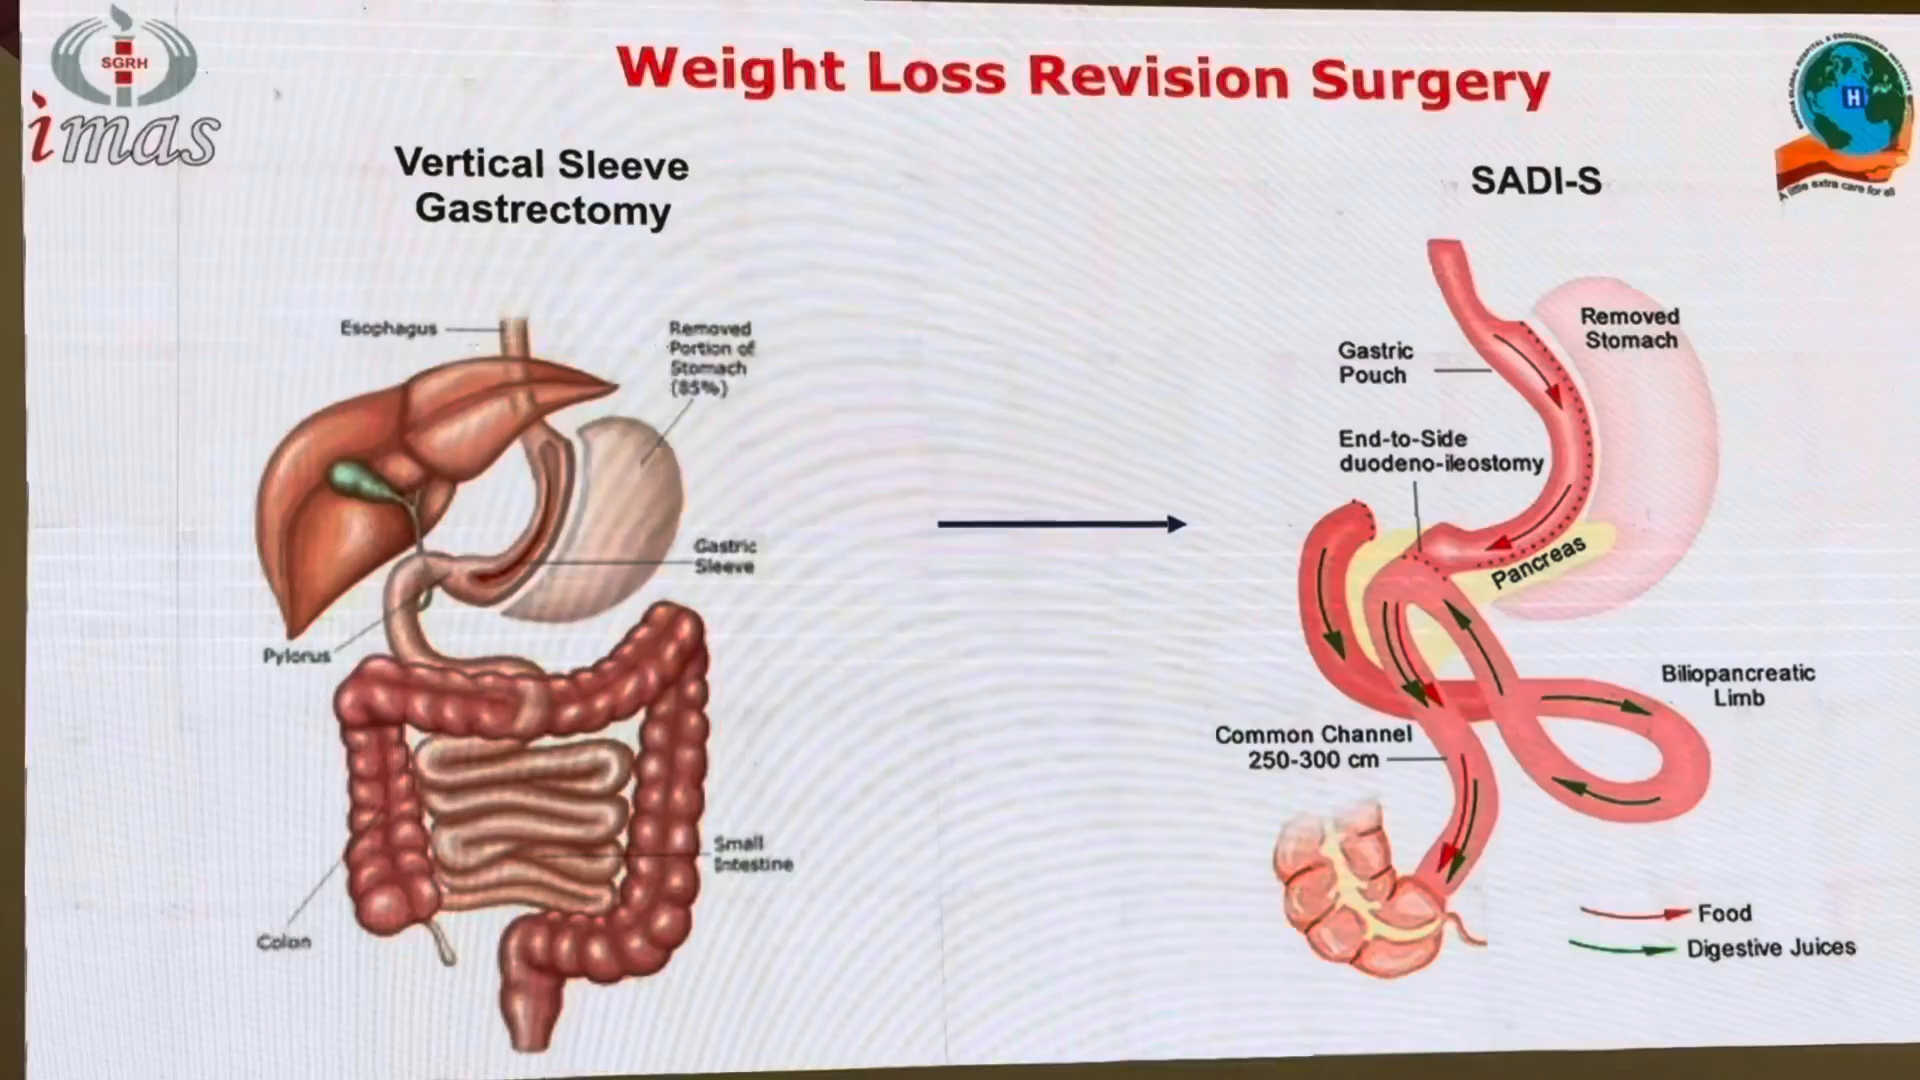 SGRH
imas
Weight Loss Revision Surgery
H
A little extra care for all
Vertical Sleeve
Gastrectomy
Esophagus
Removed
Portion of
Stomach
(85%)
Gastric
Sleeve
Pylorus
Small
Intestine
Colon
SADI-S
Removed
Stomach
Gastric
Pouch
End-to-Side
duodeno-ileostomy
Pancreas
Biliopancreatic
Limb
Common Channel
250-300 cm
Food
Digestive Juices